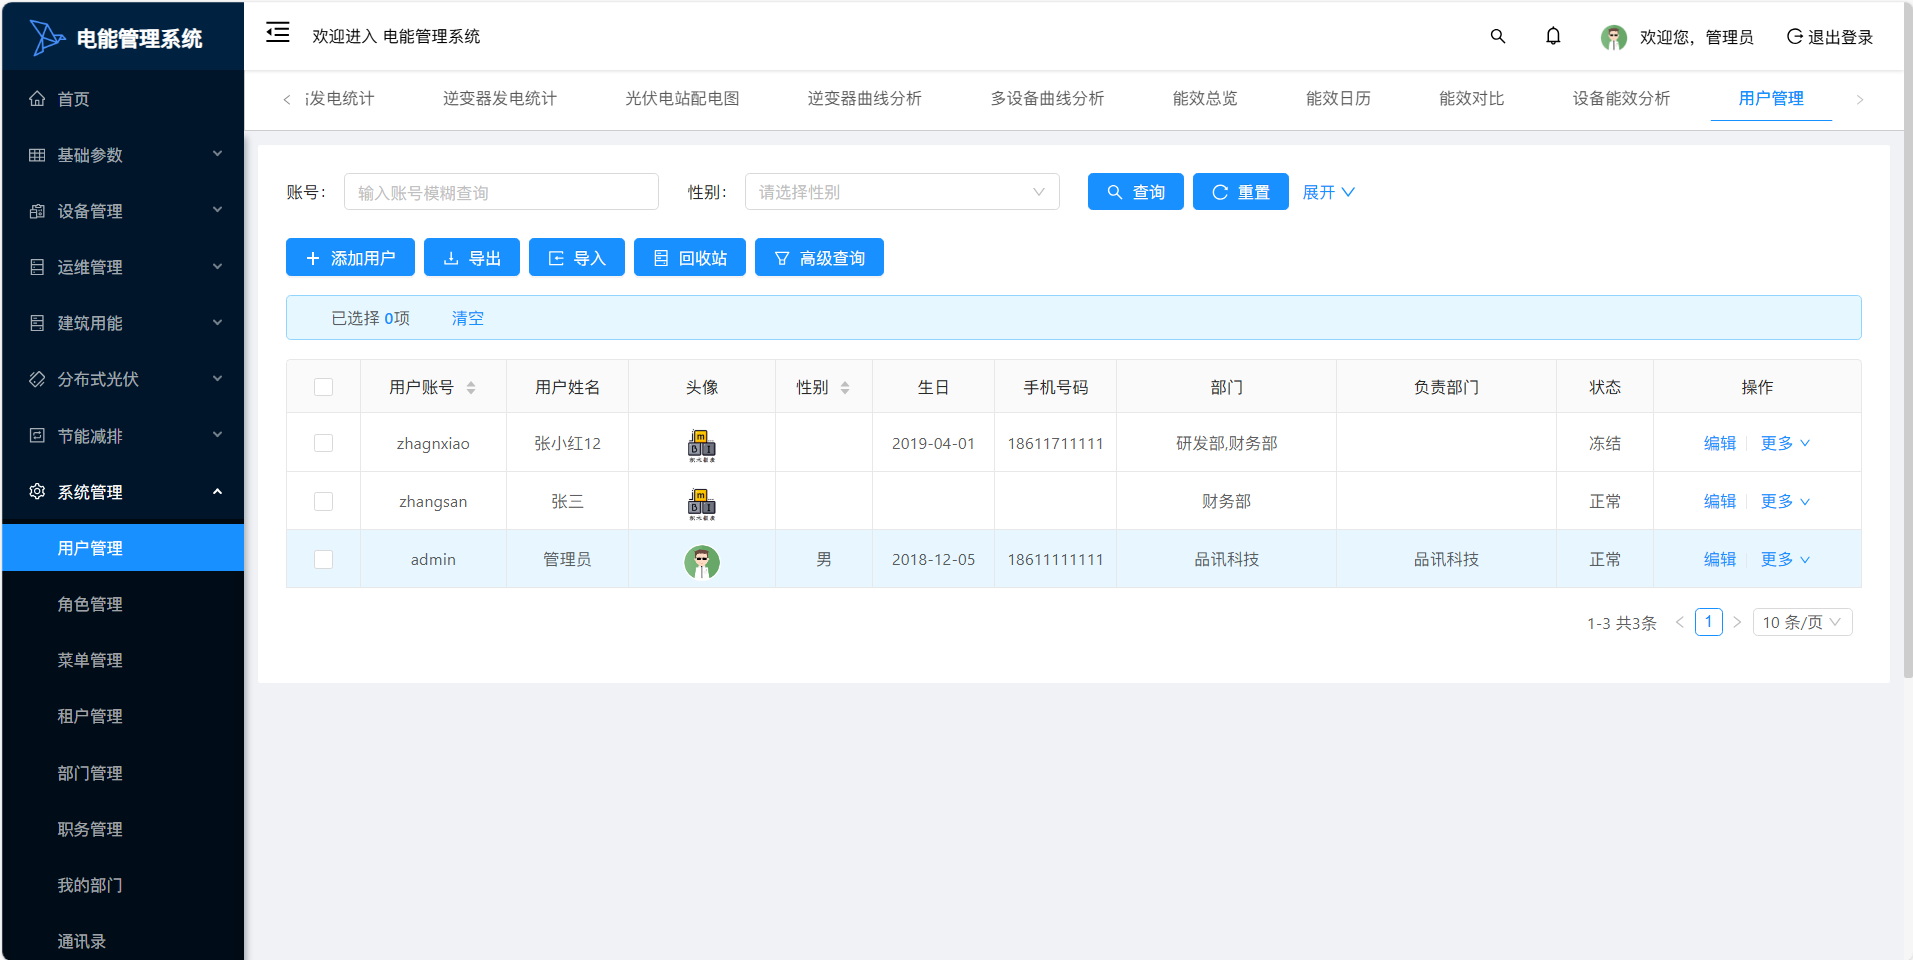 电能管理系统
欢迎进入 电能管理系统
欢迎您，管理员
退出登录
首页
基础参数
设备管理
运维管理
建筑用能
分布式光伏
节能减排
系统管理
用户管理
角色管理
菜单管理
租户管理
部门管理
职务管理
我的部门
通讯录
发电统计 逆变器发电统计 光伏电站配电图 逆变器曲线分析 多设备曲线分析 能效总览 能效日历 能效对比 设备能效分析 用户管理
账号： 输入账号模糊查询 性别： 请选择性别 查询 重置 展开
添加用户 导出 导入 回收站 高级查询
已选择 0项 清空
用户账号 用户姓名 头像 性别 生日 手机号码 部门 负责部门 状态 操作
zhagnxiao 张小红12 2019-04-01 18611711111 研发部,财务部 冻结 编辑 更多
zhangsan 张三 财务部 正常 编辑 更多
admin 管理员 男 2018-12-05 18611111111 品讯科技 品讯科技 正常 编辑 更多
1-3 共3条 1 10 条/页